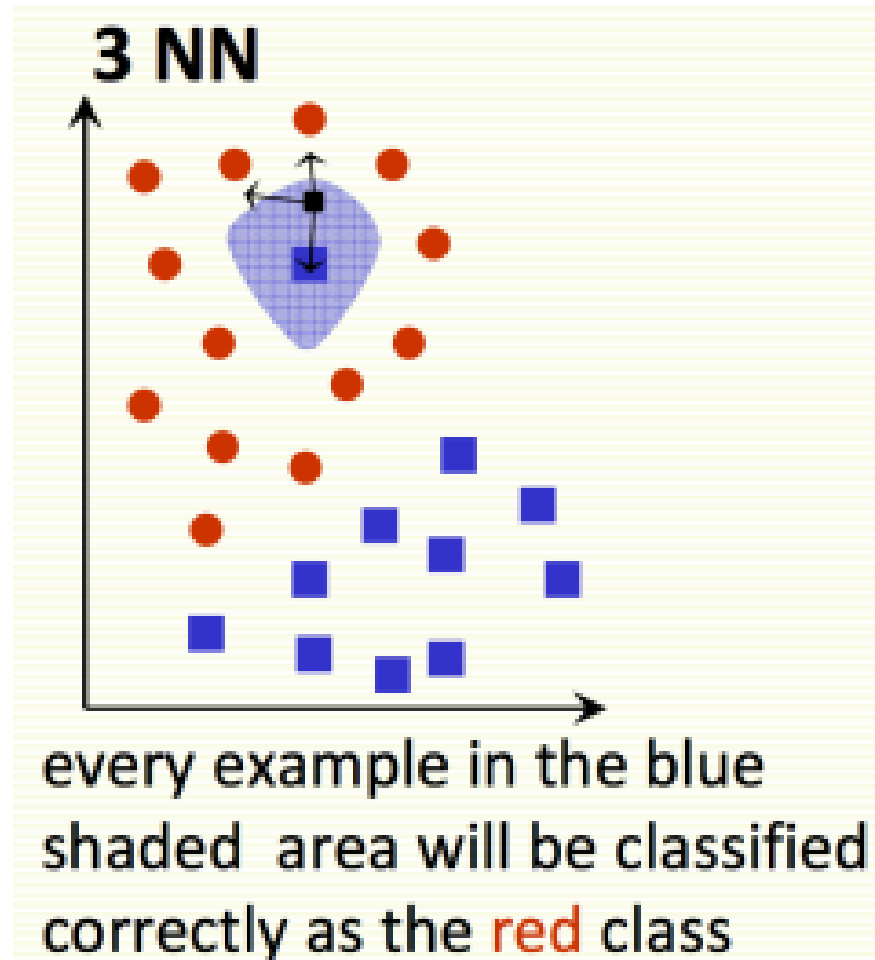 3 NN
every example in the blue
shaded area will be classified
correctly as the red class